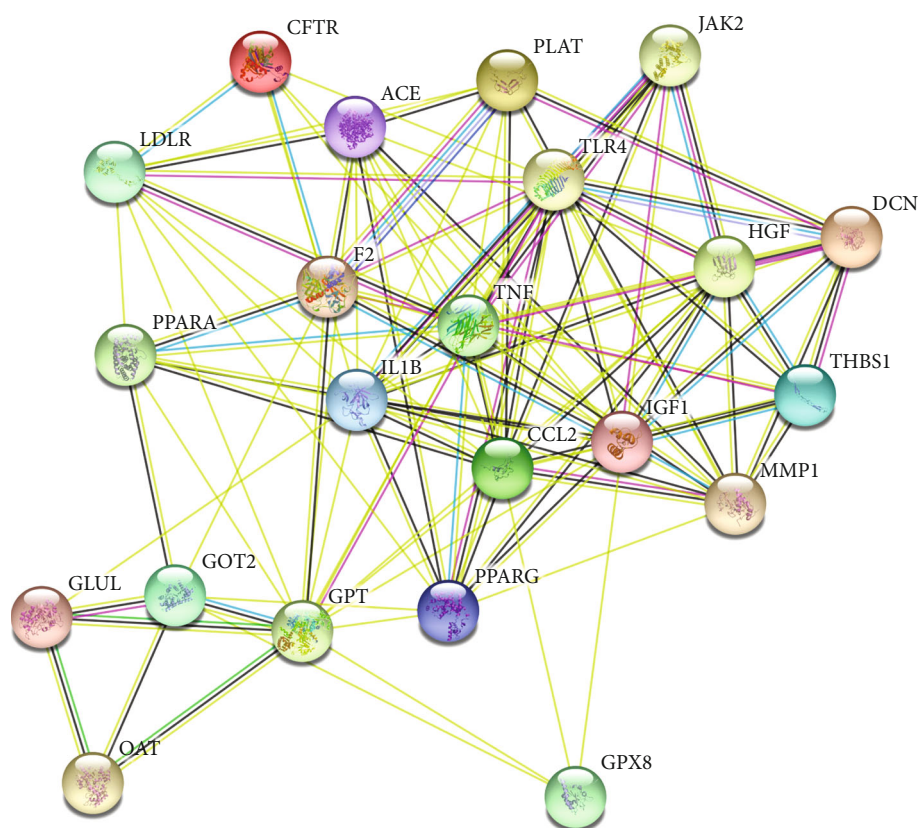 CFTR
PLAT
JAK2
ACE
LDLR
TLR4
DCN
HGF
F2
TNF
PPARA
IL1B
THBS1
IGF1
CCL2
MMP1
GOT2
GLUL
PPARG
GPT
OAT
GPX8